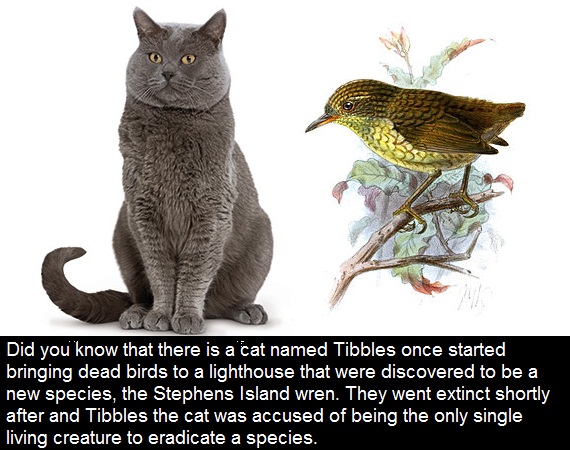 Did you know that there is a cat named Tibbles once started
bringing dead birds to a lighthouse that were discovered to be a
new species, the Stephens Island wren. They went extinct shortly
after and Tibbles the cat was accused of being the only single
living creature to eradicate a species.